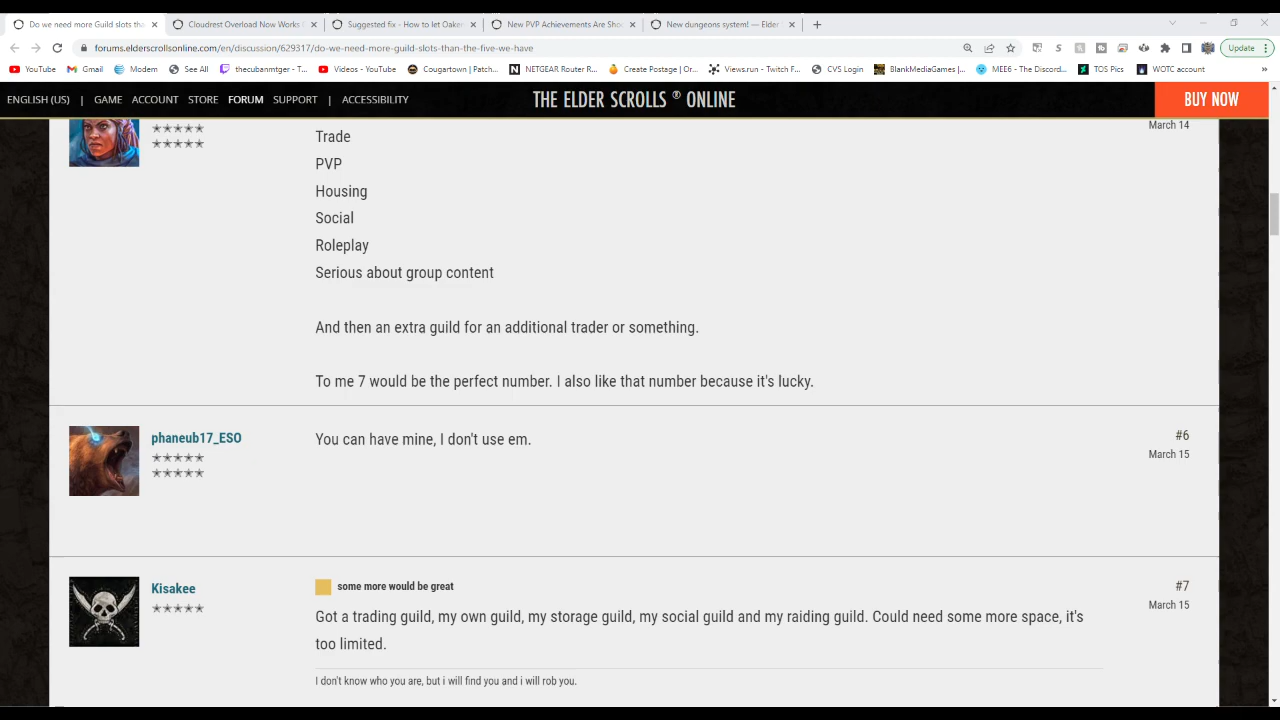 Do we need more Guild slots tha
Cloudrest Overload Now Works
Suggested fix - How to let Oaken
New PVP Achievements Are Sho
New dungeons system! — Elder
forums.elderscrollsonline.com/en/discussion/629317/do-we-need-more-guild-slots-than-the-five-we-have
Update
YouTube
Gmail
Modem
See All
thecubanmtger - T...
Videos - YouTube
Cougartown | Patch...
NETGEAR Router R...
Create Postage | Or...
Views.run - Twitch F...
CVS Login
BlankMediaGames |...
MEE6 - The Discord...
TOS Pics
WOTC account
»
ENGLISH (US) | GAME ACCOUNT STORE FORUM SUPPORT | ACCESSIBILITY
THE ELDER SCROLLS ® ONLINE
BUY NOW
March 14
Trade
PVP
Housing
Social
Roleplay
Serious about group content
And then an extra guild for an additional trader or something.
To me 7 would be the perfect number. I also like that number because it's lucky.
phaneub17_ESO
You can have mine, I don't use em.
#6
March 15
Kisakee
some more would be great
#7
March 15
Got a trading guild, my own guild, my storage guild, my social guild and my raiding guild. Could need some more space, it's
too limited.
I don't know who you are, but i will find you and i will rob you.